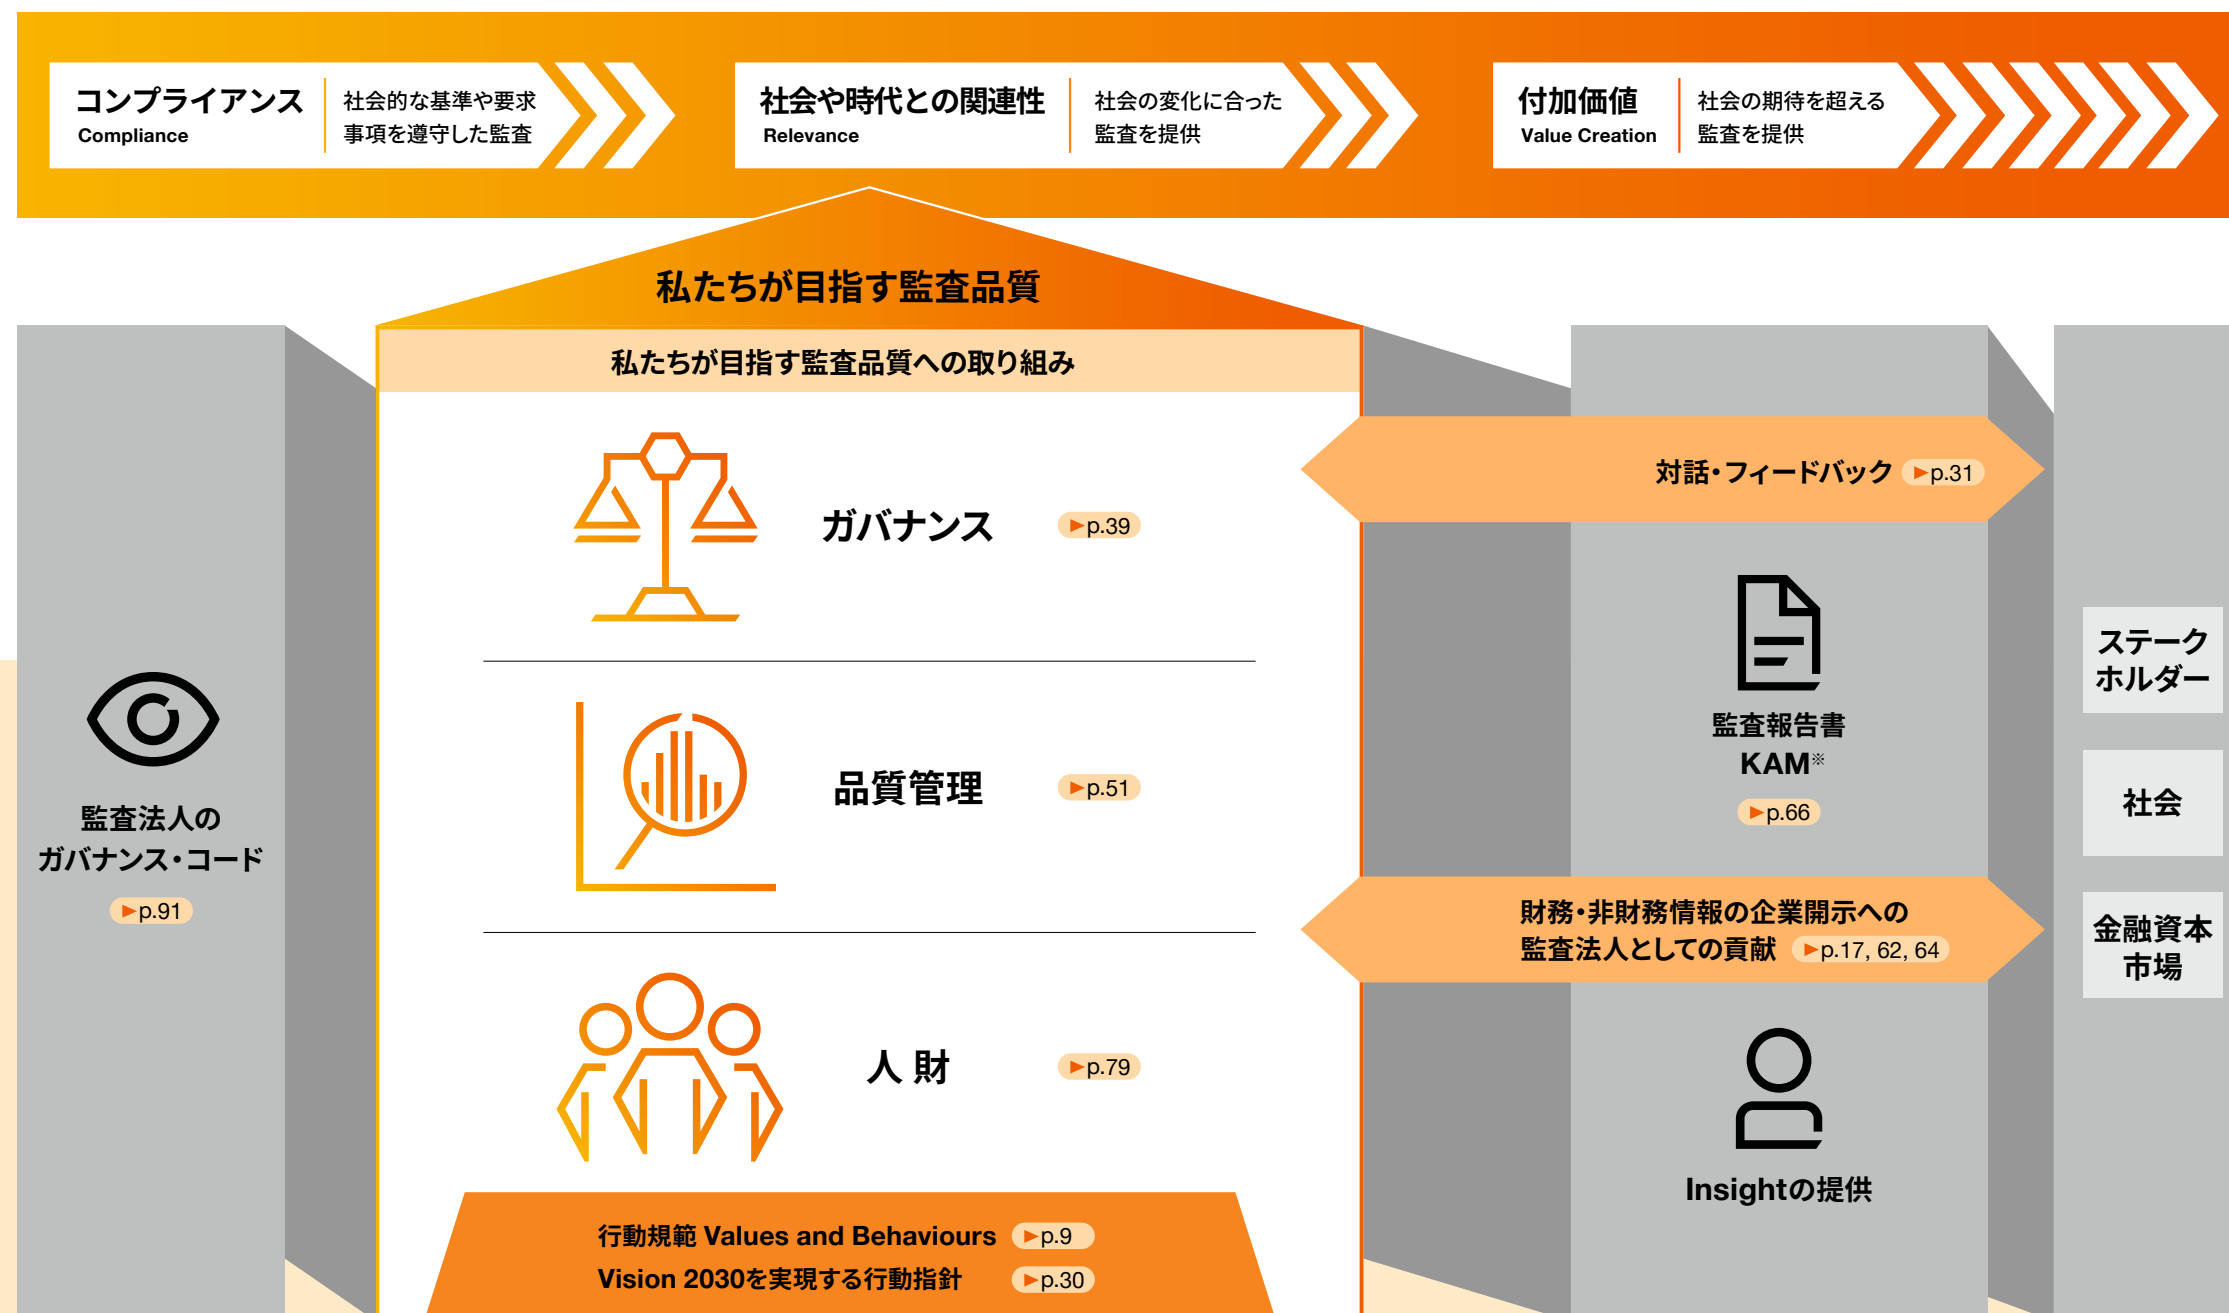 コンプライアンス
Compliance
社会的な基準や要求
事項を遵守した監査
社会や時代との関連性
Relevance
社会の変化に合った
監査を提供
付加価値
Value Creation
社会の期待を超える
監査を提供
私たちが目指す監査品質
私たちが目指す監査品質への取り組み
監査法人の
ガバナンス・コード
▶p.91
ガバナンス ▶p.39
品質管理 ▶p.51
人財 ▶p.79
行動規範 Values and Behaviours ▶p.9
Vision 2030を実現する行動指針 ▶p.30
対話・フィードバック ▶p.31
監査報告書
KAM※
▶p.66
財務・非財務情報の企業開示への
監査法人としての貢献 ▶p.17, 62, 64
Insightの提供
ステーク
ホルダー
社会
金融資本
市場